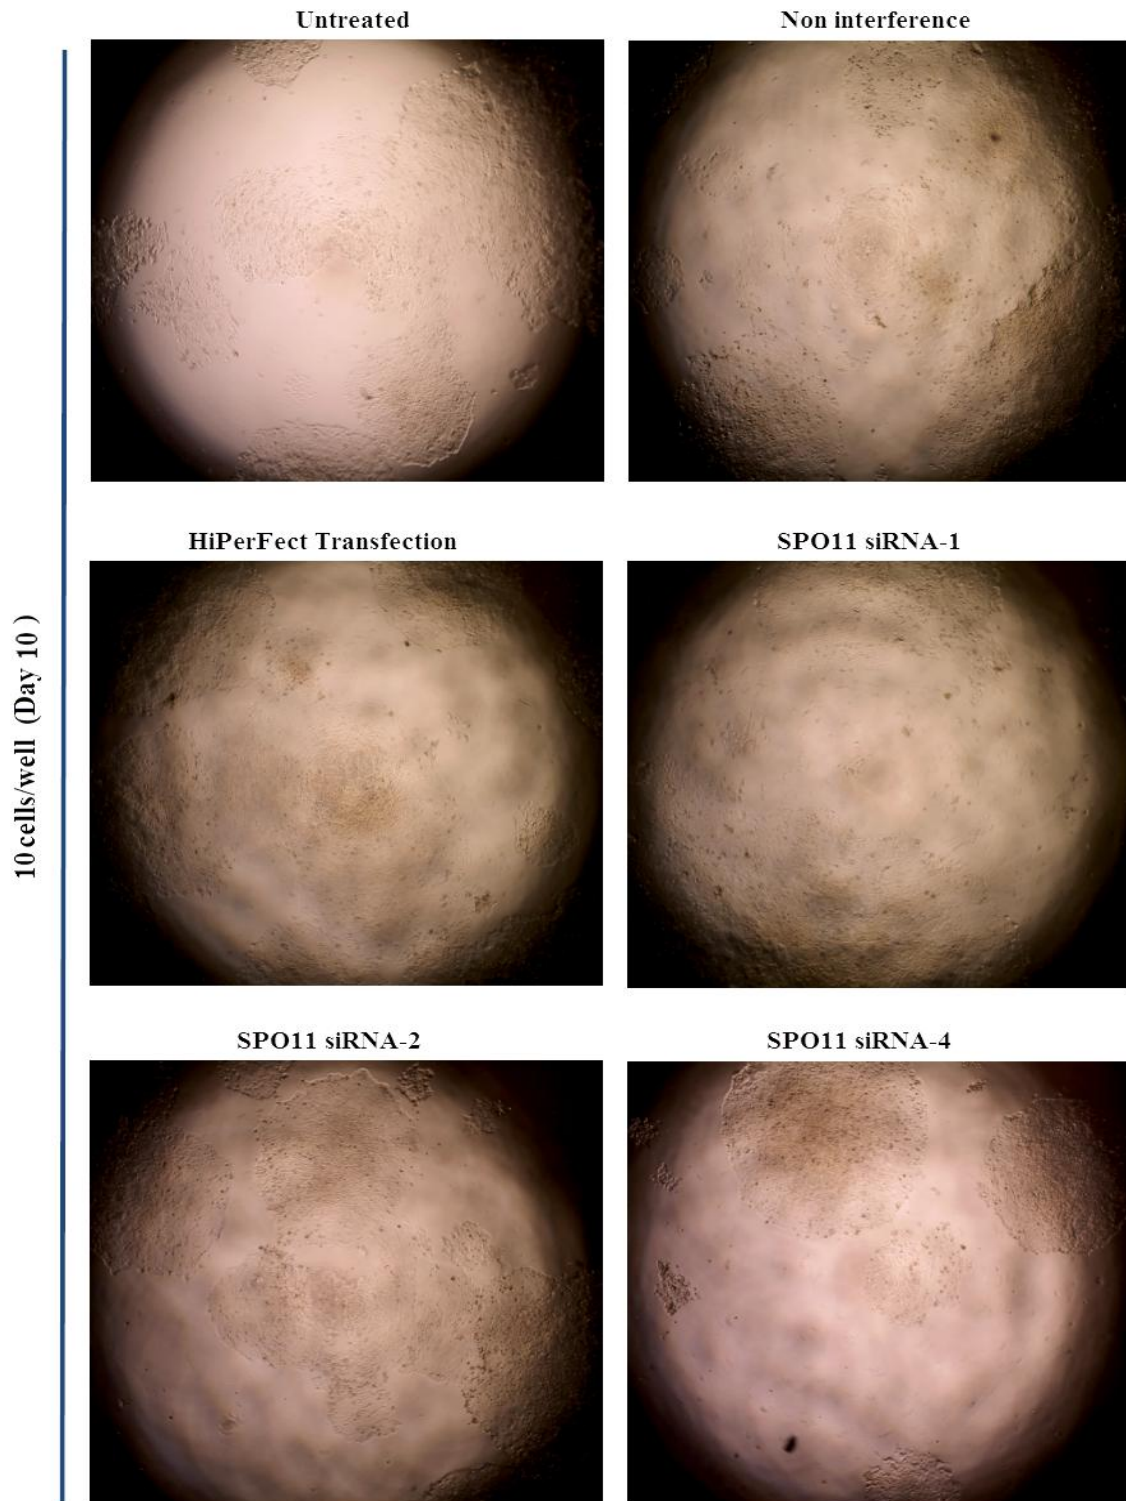 Untreated
Non interference
HiPerFect Transfection
SPO11 siRNA-1
10 cells/well (Day 10 )
SPO11 siRNA-2
SPO11 siRNA-4